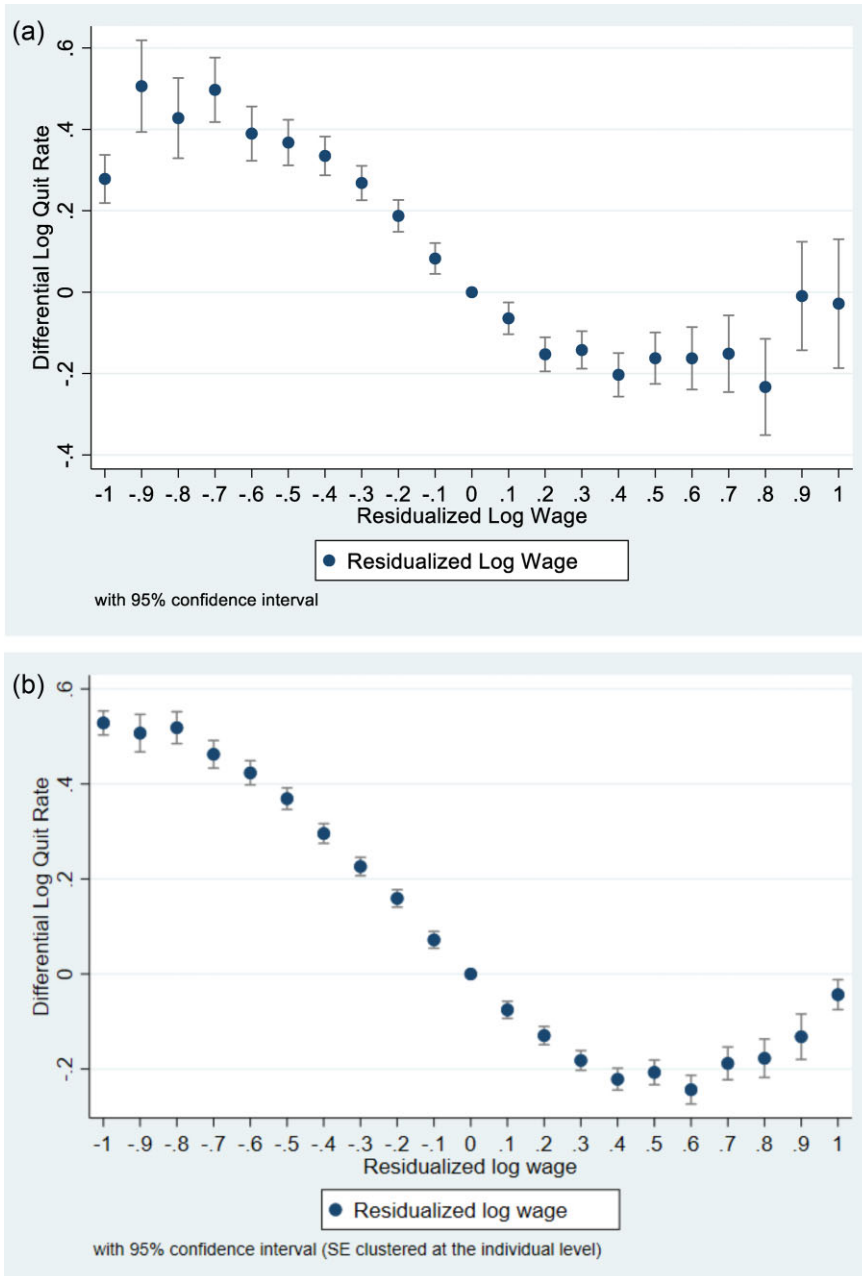 (a)
Differential Log Quit Rate
.6
.4
.2
0
-.2
-.4
-1 -.9 -.8 -.7 -.6 -.5 -.4 -.3 -.2 -.1 0 .1 .2 .3 .4 .5 .6 .7 .8 .9 1
Residualized Log Wage
Residualized Log Wage
with 95% confidence interval
(b)
Differential Log Quit Rate
.6
.4
.2
0
-.2
-1 -.9 -.8 -.7 -.6 -.5 -.4 -.3 -.2 -.1 0 .1 .2 .3 .4 .5 .6 .7 .8 .9 1
Residualized log wage
Residualized log wage
with 95% confidence interval (SE clustered at the individual level)